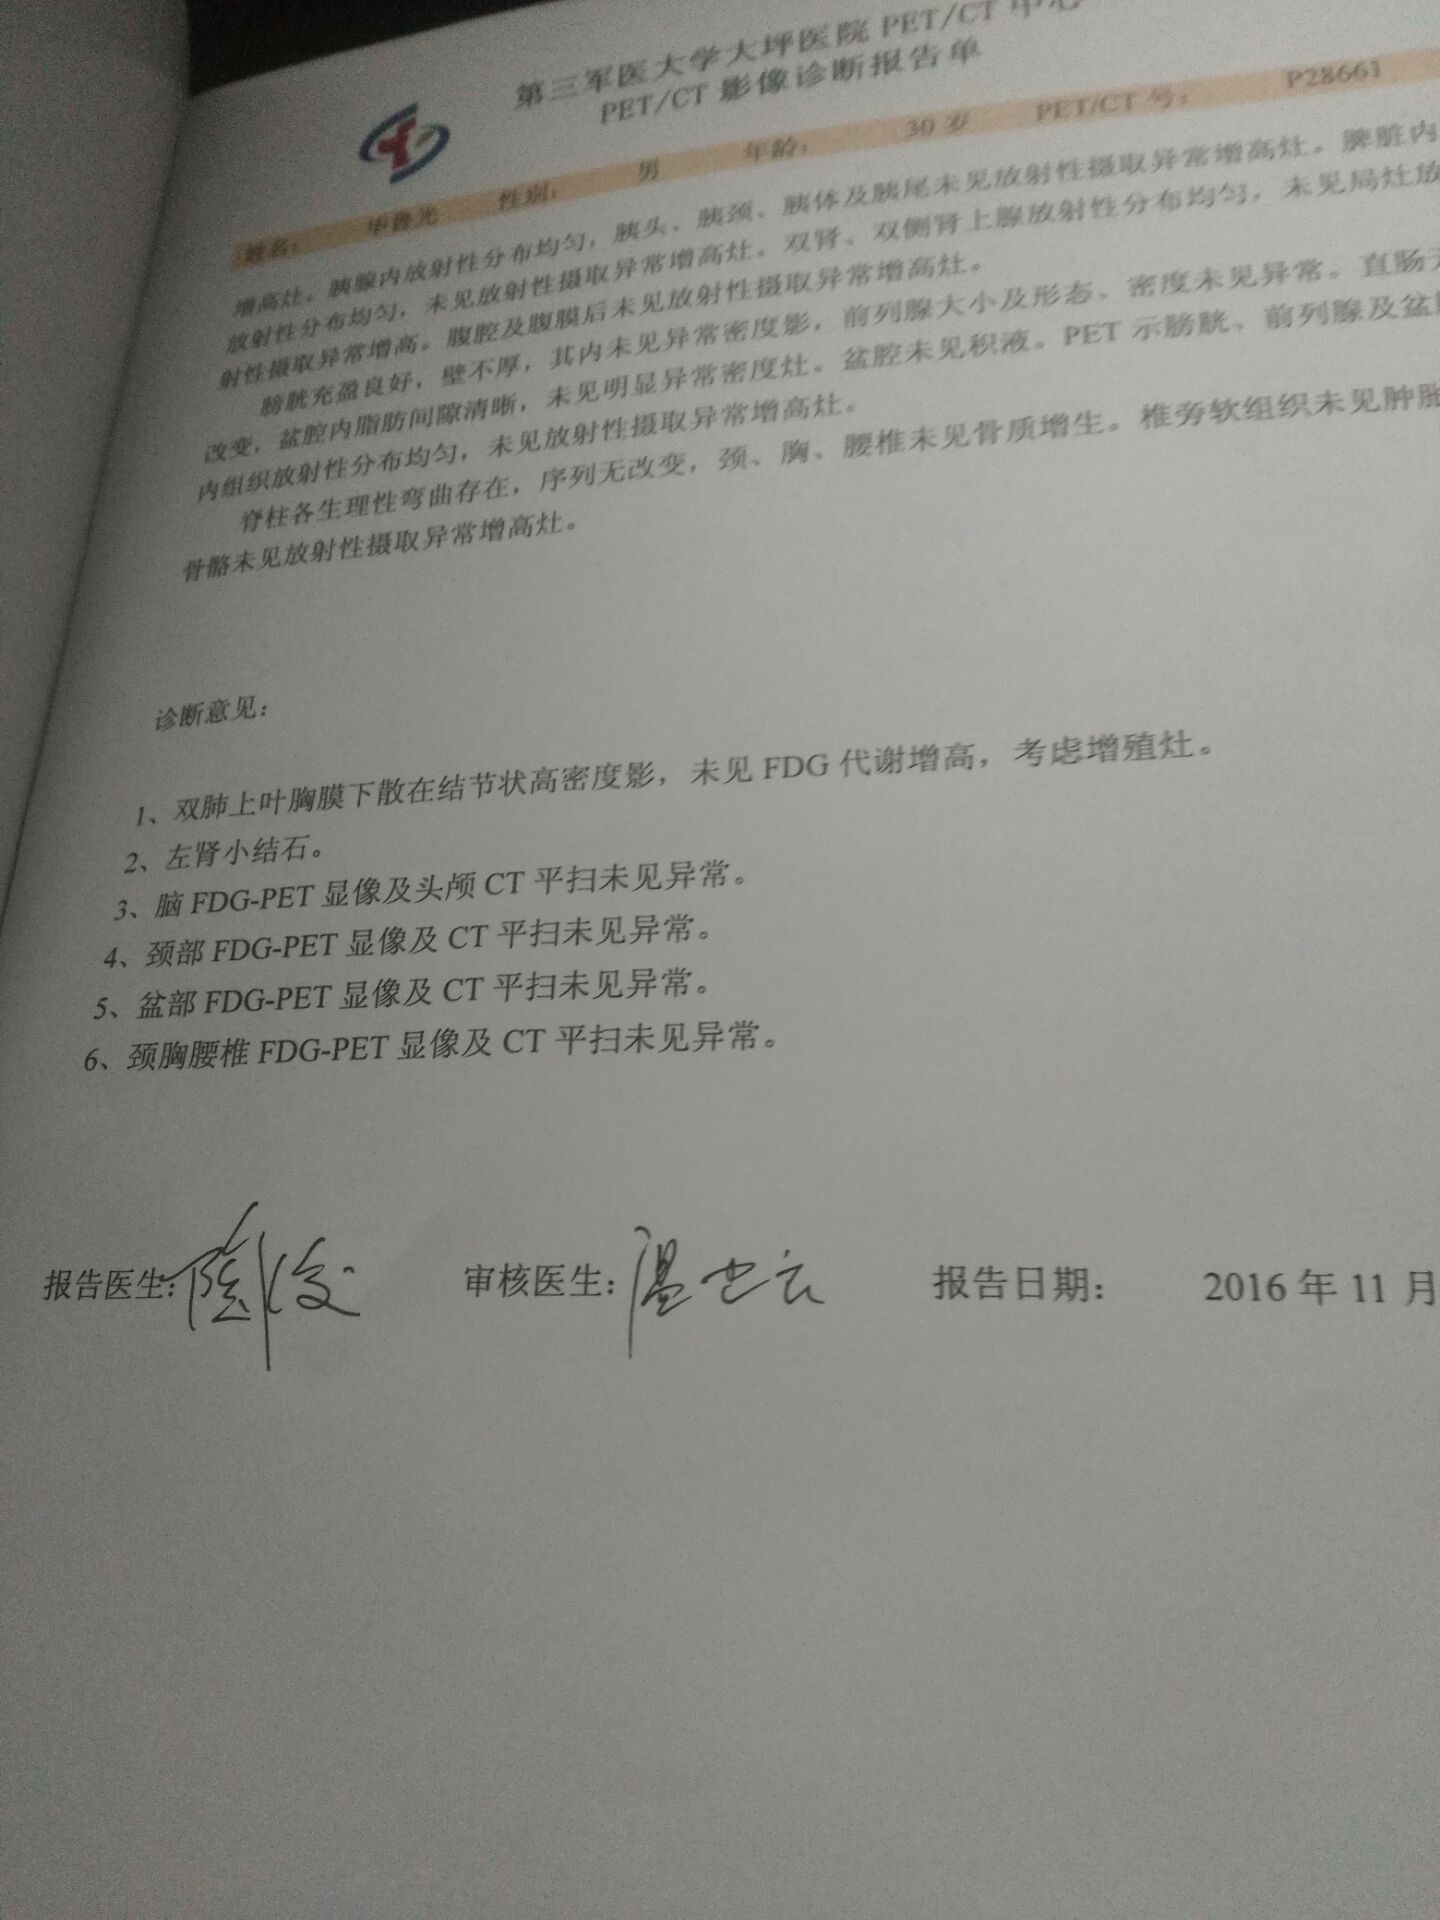 第三军医大学大坪医院 PET/CT 中心
PET/CT 影像诊断报告单
姓名: 毕普光 性别: 男 年龄: 30 岁 PET/CT 号: P28661
增高灶。胰腺内放射性分布均匀，胰头、胰颈、胰体及胰尾未见放射性摄取异常增高灶。脾脏内
放射性分布均匀，未见放射性摄取异常增高灶。双肾、双侧肾上腺放射性分布均匀，未见局灶放
射性摄取异常增高。腹腔及腹膜后未见放射性摄取异常增高灶。
膀胱充盈良好，壁不厚，其内未见异常密度影，前列腺大小及形态、密度未见异常。直肠无
改变，盆腔内脂肪间隙清晰，未见明显异常密度灶。盆腔未见积液。PET 示膀胱、前列腺及盆腔
内组织放射性分布均匀，未见放射性摄取异常增高灶。
脊柱各生理性弯曲存在，序列无改变，颈、胸、腰椎未见骨质增生。椎旁软组织未见肿胀
骨骼未见放射性摄取异常增高灶。
诊断意见:
1、双肺上叶胸膜下散在结节状高密度影，未见 FDG 代谢增高，考虑增殖灶。
2、左肾小结石。
3、脑 FDG-PET 显像及头颅 CT 平扫未见异常。
4、颈部 FDG-PET 显像及 CT 平扫未见异常。
5、盆部 FDG-PET 显像及 CT 平扫未见异常。
6、颈胸腰椎 FDG-PET 显像及 CT 平扫未见异常。
报告医生: 审核医生: 报告日期: 2016 年 11 月